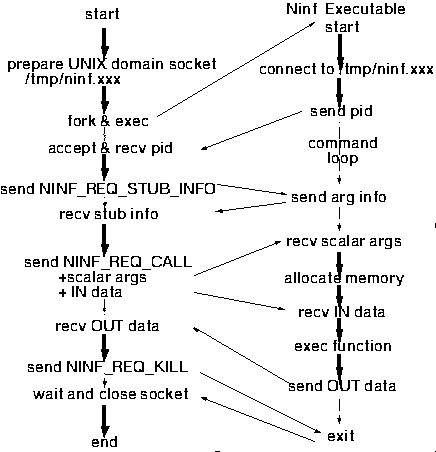 start
prepare UNIX domain socket
/tmp/ninf.xxx
fork & exec
accept & recv pid
send NINF_REQ_STUB_INFO
recv stub info
send NINF_REQ_CALL
+scalar args
+ IN data
recv OUT data
send NINF_REQ_KILL
wait and close socket
end
Ninf Executable
start
connect to /tmp/ninf.xxx
send pid
command
loop
send arg info
recv scalar args
allocate memory
recv IN data
exec function
send OUT data
exit